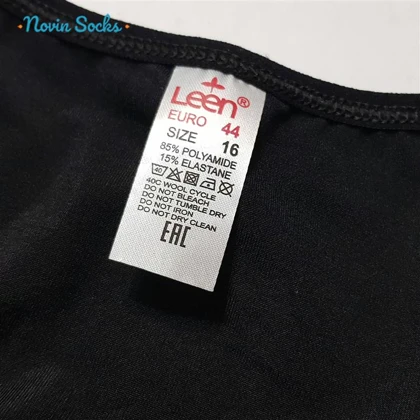 Novin Socks
Leen®
EURO 44
SIZE 16
85% POLYAMIDE
15% ELASTANE
40
40C WOOL CYCLE
DO NOT BLEACH
DO NOT TUMBLE DRY
DO NOT IRON
DO NOT DRY CLEAN
EAC